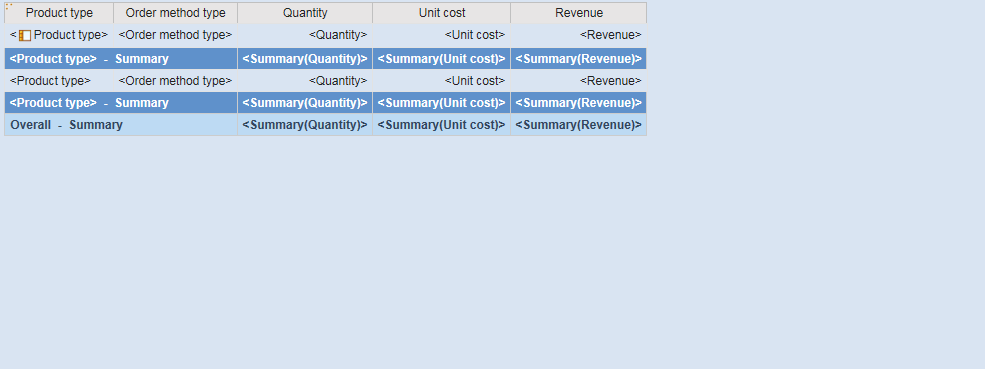 Product type Order method type Quantity Unit cost Revenue
<Product type> <Order method type> <Quantity> <Unit cost> <Revenue>
<Product type> - Summary <Summary(Quantity)> <Summary(Unit cost)> <Summary(Revenue)>
<Product type> <Order method type> <Quantity> <Unit cost> <Revenue>
<Product type> - Summary <Summary(Quantity)> <Summary(Unit cost)> <Summary(Revenue)>
Overall - Summary <Summary(Quantity)> <Summary(Unit cost)> <Summary(Revenue)>